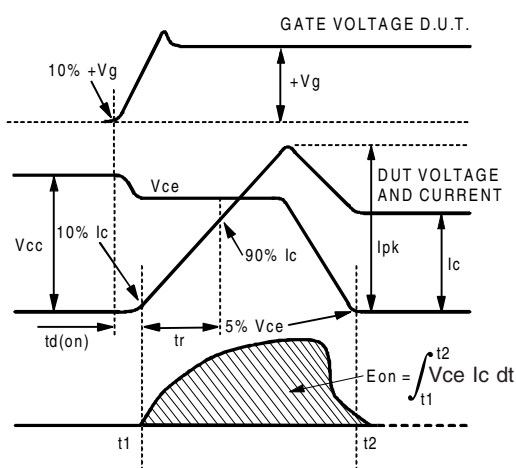 GATE VOLTAGE D.U.T.
10% +Vg
+Vg
DUT VOLTAGE
AND CURRENT
Vce
Vcc
10% Ic
90% Ic
Ipk
Ic
5% Vce
td(on)
tr
Eon = ∫ Vce Ic dt
t2
t1
t1
t2